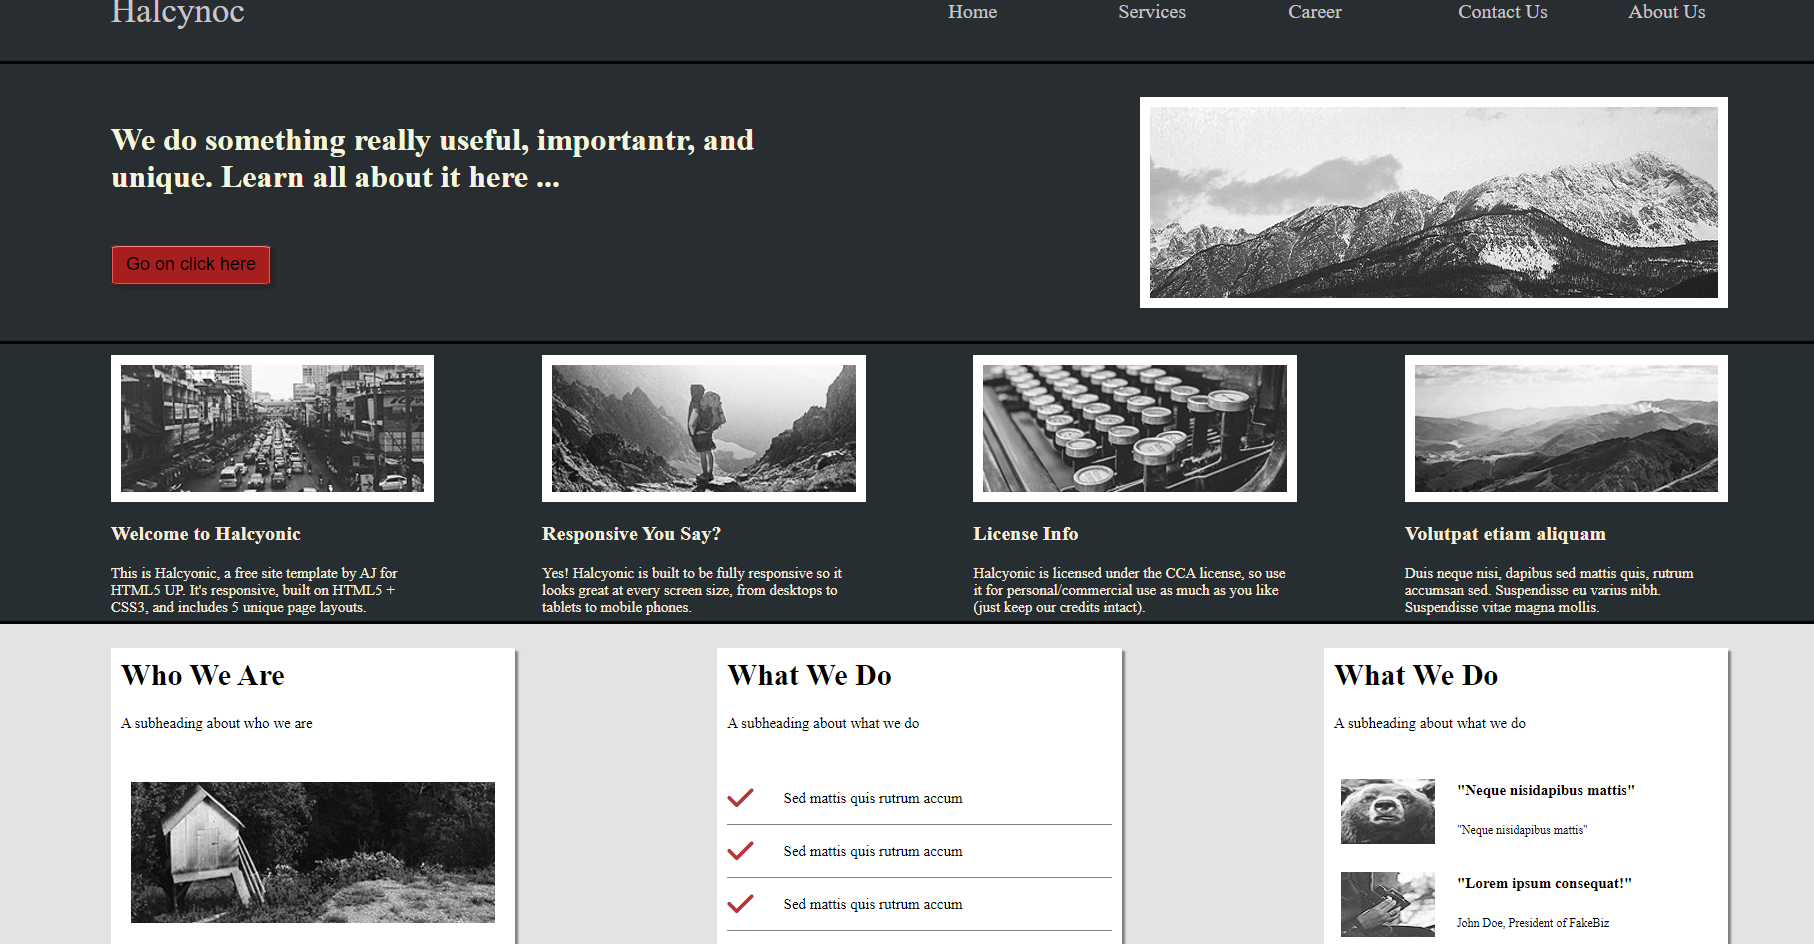 Halcynoc
Home Services Career Contact Us About Us
We do something really useful, importantr, and
unique. Learn all about it here ...
Go on click here
Welcome to Halcyonic
This is Halcyonic, a free site template by AJ for
HTML5 UP. It's responsive, built on HTML5 +
CSS3, and includes 5 unique page layouts.
Responsive You Say?
Yes! Halcyonic is built to be fully responsive so it
looks great at every screen size, from desktops to
tablets to mobile phones.
License Info
Halcyonic is licensed under the CCA license, so use
it for personal/commercial use as much as you like
(just keep our credits intact).
Volutpat etiam aliquam
Duis neque nisi, dapibus sed mattis quis, rutrum
accumsan sed. Suspendisse eu varius nibh.
Suspendisse vitae magna mollis.
Who We Are
A subheading about who we are
What We Do
A subheading about what we do
Sed mattis quis rutrum accum
Sed mattis quis rutrum accum
Sed mattis quis rutrum accum
What We Do
A subheading about what we do
"Neque nisidapibus mattis"
"Neque nisidapibus mattis"
"Lorem ipsum consequat!"
John Doe, President of FakeBiz